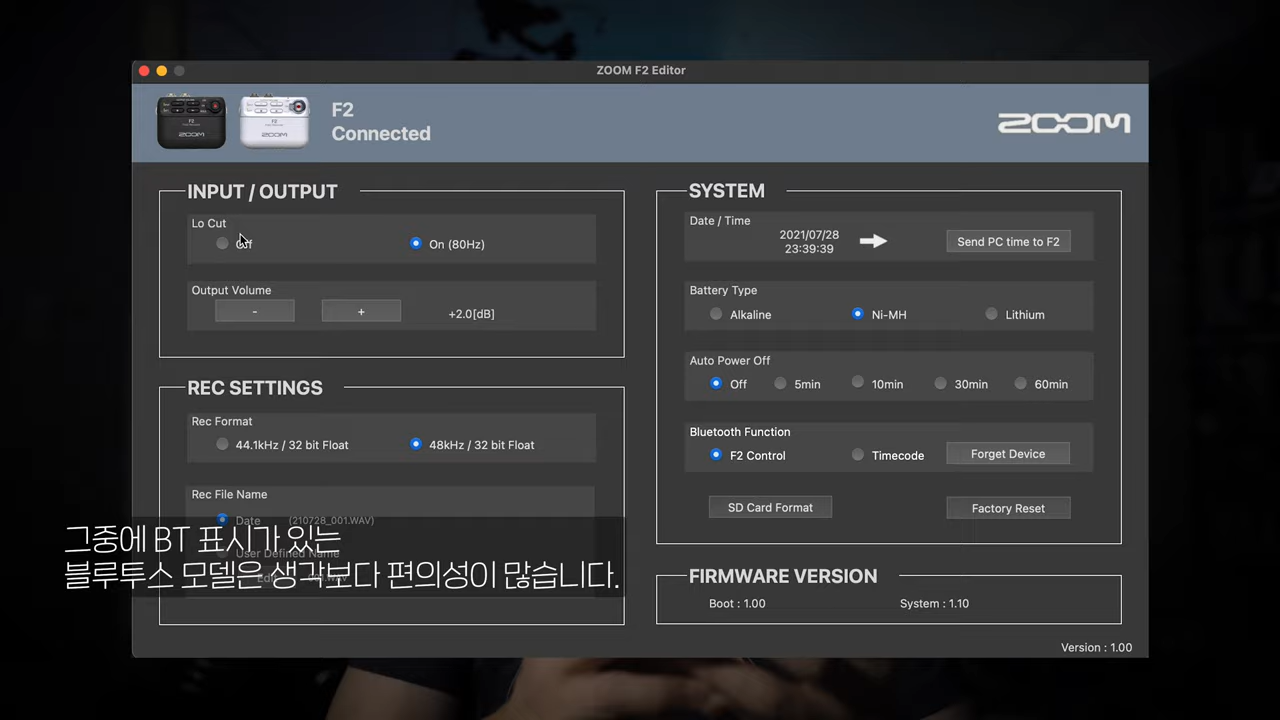 ZOOM F2 Editor
F2
Connected
ZOOM
INPUT / OUTPUT
Lo Cut
Off
On (80Hz)
Output Volume
-
+
+2.0[dB]
REC SETTINGS
Rec Format
44.1kHz / 32 bit Float
48kHz / 32 bit Float
Rec File Name
Date
(210728_001.WAV)
User Defined Name
SYSTEM
Date / Time
2021/07/28
23:39:39
Send PC time to F2
Battery Type
Alkaline
Ni-MH
Lithium
Auto Power Off
Off
5min
10min
30min
60min
Bluetooth Function
F2 Control
Timecode
Forget Device
SD Card Format
Factory Reset
FIRMWARE VERSION
Boot : 1.00
System : 1.10
Version : 1.00
그중에 BT 표시가 있는
블루투스 모델은 생각보다 편의성이 많습니다.